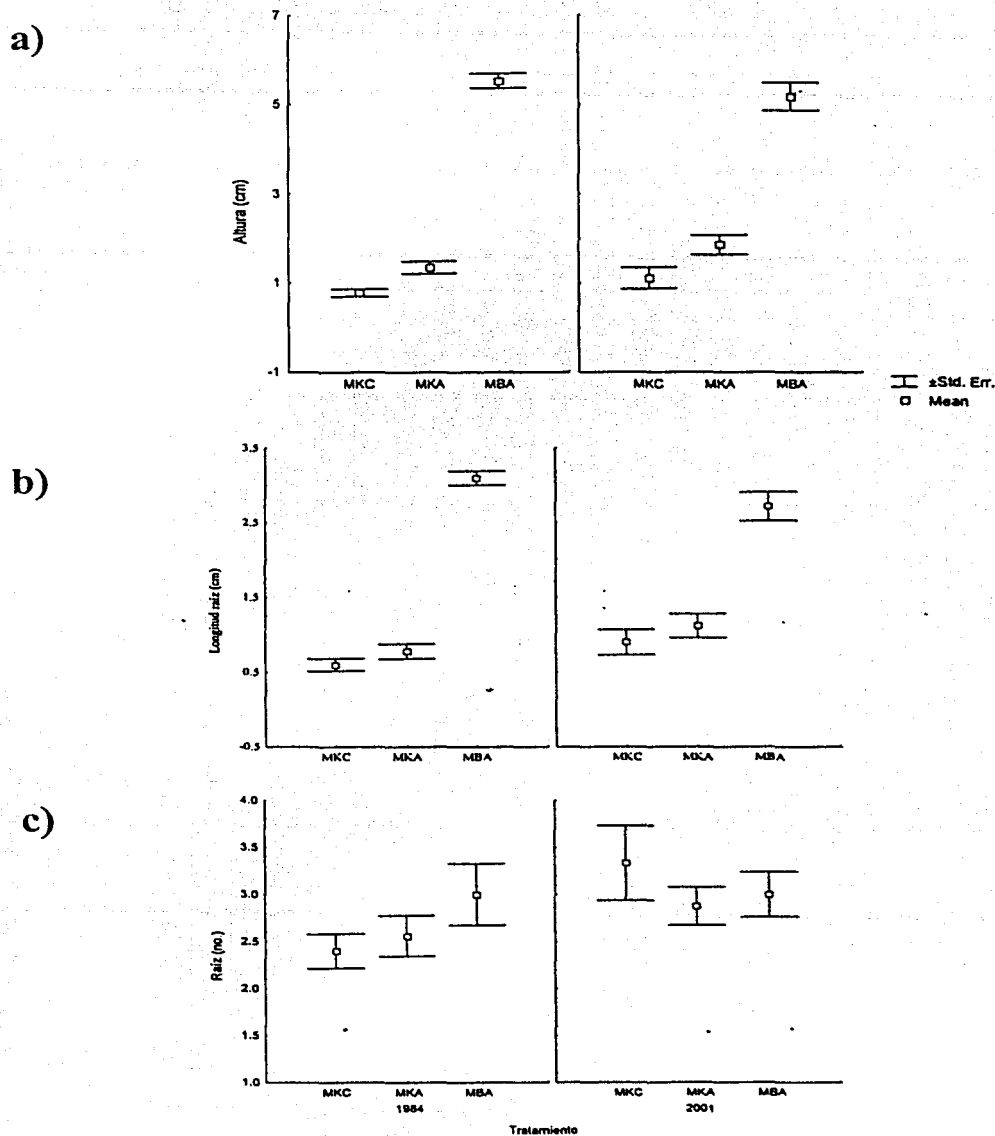 a)
7
5
3
1
-1
Altura (cm)
MKC MKA MBA
MKC MKA MBA
±Std. Err.
Mean
b)
3.5
2.5
1.5
0.5
-0.5
Longitud raíz (cm)
MKC MKA MBA
MKC MKA MBA
c)
4.0
3.5
3.0
2.5
2.0
1.5
1.0
Raíz (no.)
MKC MKA MBA
MKC MKA MBA
1984
2001
Tratamiento